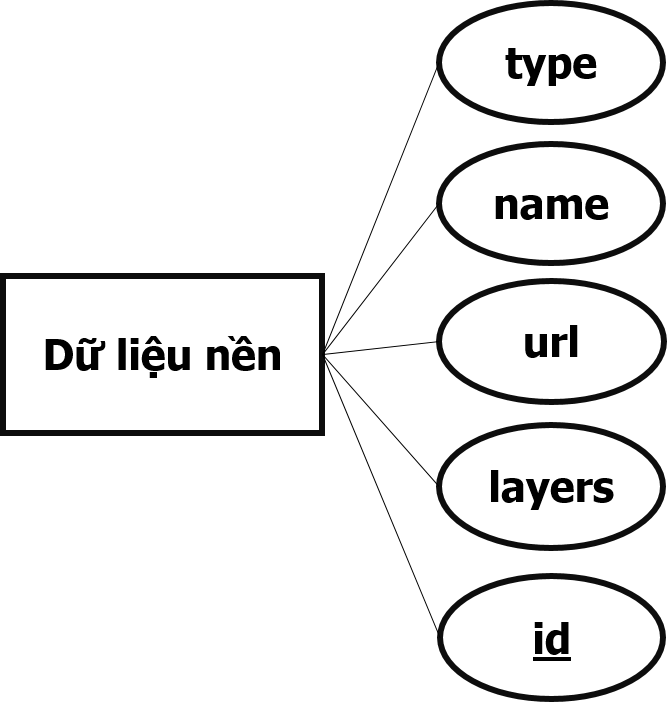 type
name
Dữ liệu nền
url
layers
id